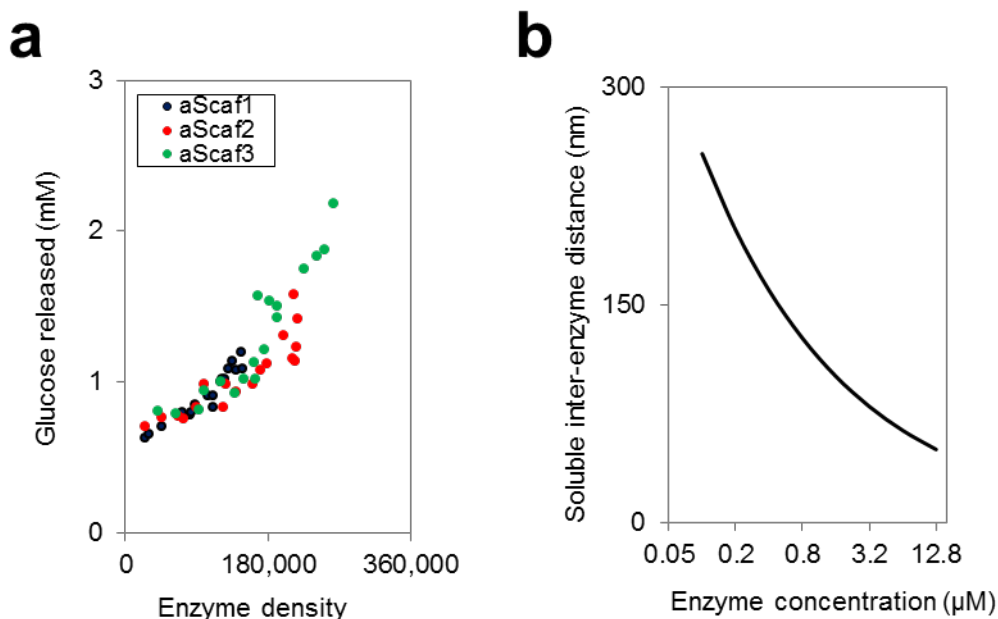 a
3
2
1
0
Glucose released (mM)
aScaf1
aScaf2
aScaf3
0 180,000 360,000
Enzyme density
b
300
150
0
Soluble inter-enzyme distance (nm)
0.05 0.2 0.8 3.2 12.8
Enzyme concentration (µM)